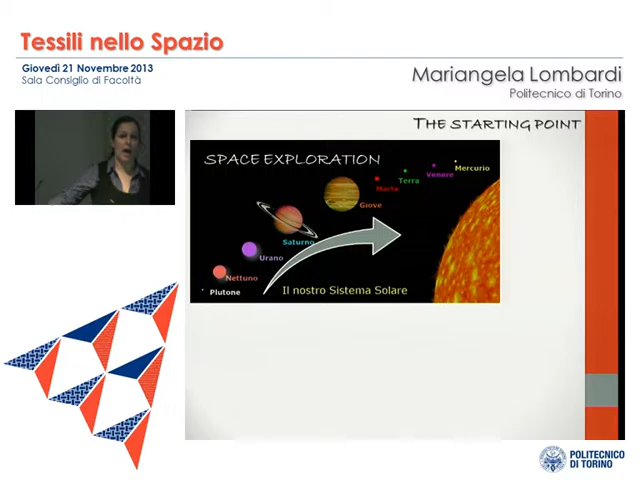 Tessili nello Spazio
Giovedì 21 Novembre 2013
Sala Consiglio di Facoltà
Mariangela Lombardi
Politecnico di Torino
THE STARTING POINT
SPACE EXPLORATION
Mercurio
Venere
Terra
Marte
Giove
Saturno
Urano
Nettuno
Plutone
Il nostro Sistema Solare
POLITECNICO
DI TORINO